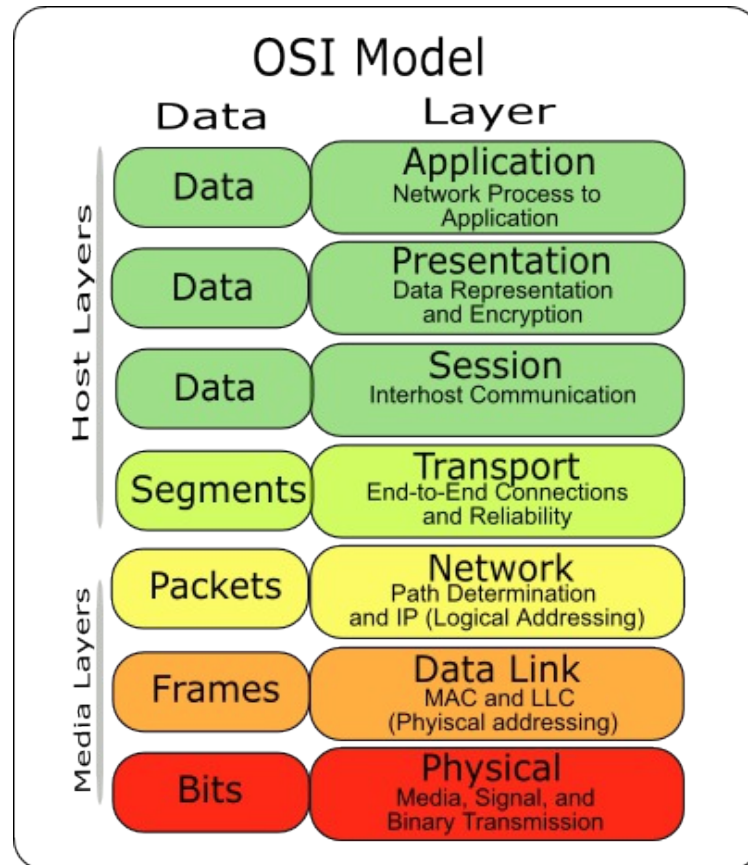 OSI Model
Data Layer
Host Layers
Data
Application
Network Process to
Application
Data
Presentation
Data Representation
and Encryption
Data
Session
Interhost Communication
Segments
Transport
End-to-End Connections
and Reliability
Media Layers
Packets
Network
Path Determination
and IP (Logical Addressing)
Frames
Data Link
MAC and LLC
(Phyiscal addressing)
Bits
Physical
Media, Signal, and
Binary Transmission